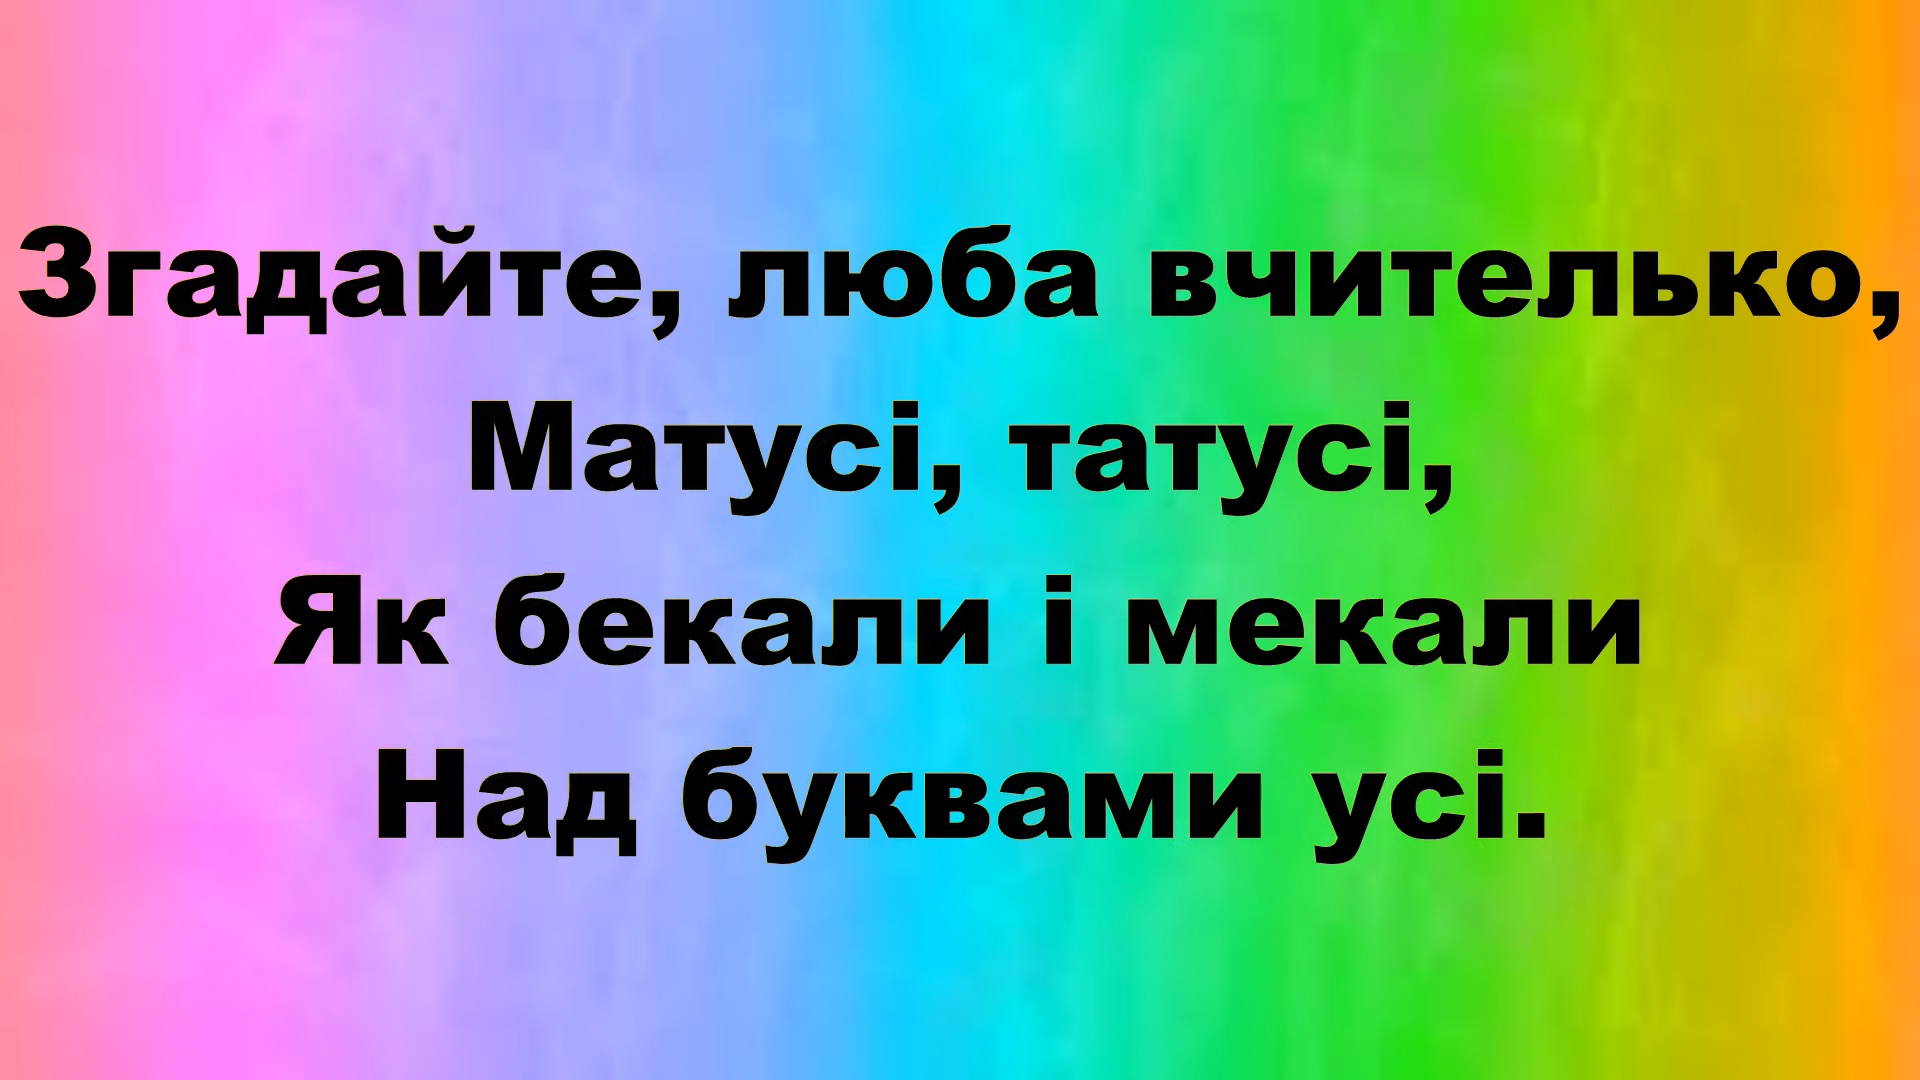 Згадайте, люба вчителько,
Матусі, татусі,
Як бекали і мекали
Над буквами усі.